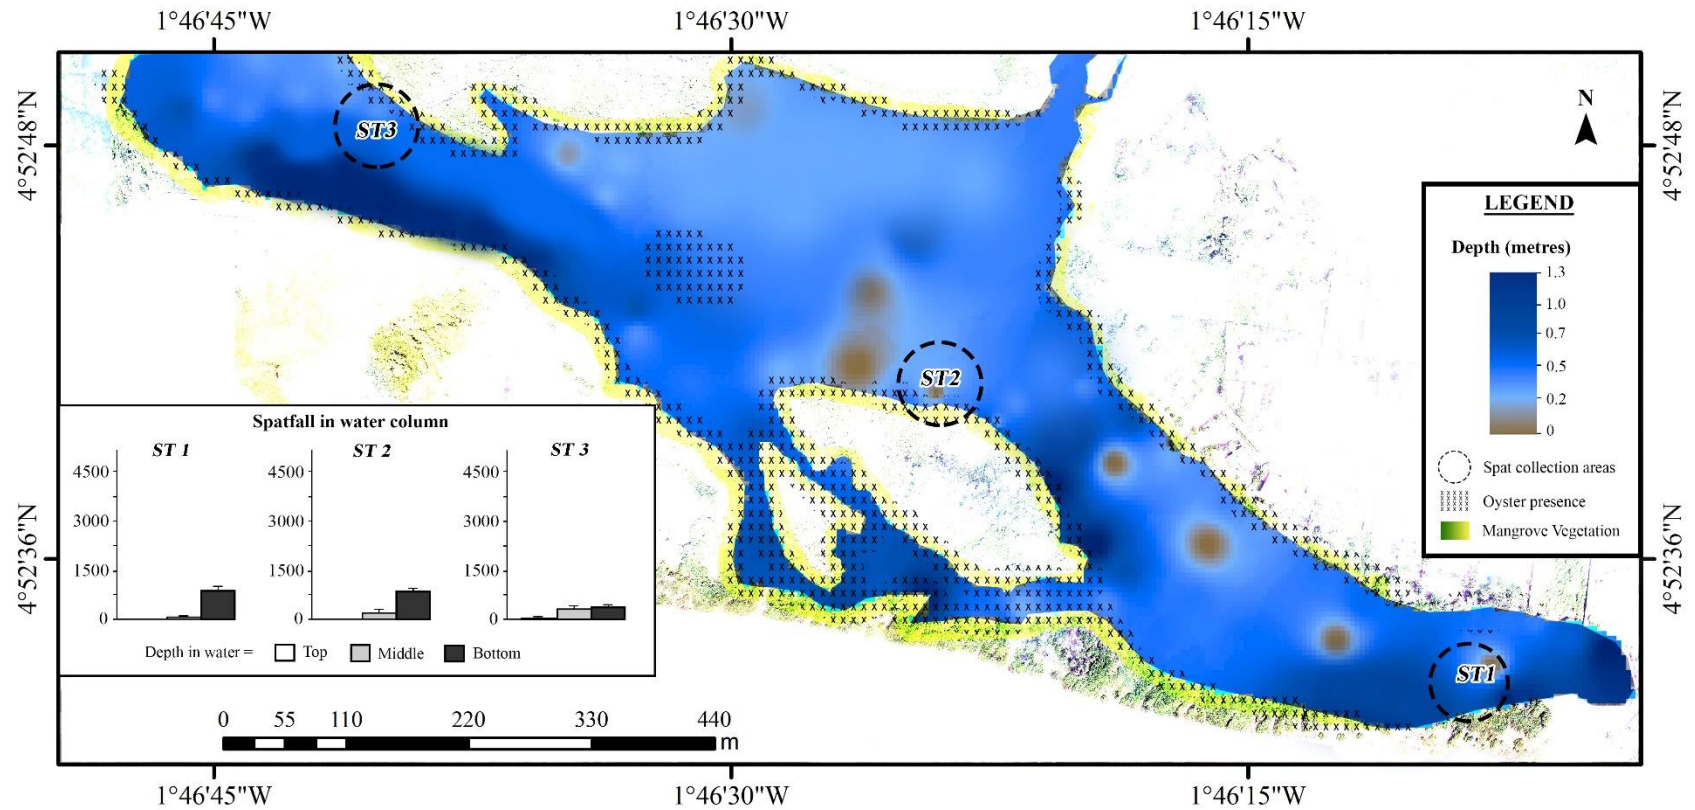 1°46'45"W 1°46'30"W 1°46'15"W
4°52'48"N
4°52'48"N
4°52'36"N
4°52'36"N
N
ST3
ST2
ST1
LEGEND
Depth (metres)
1.3
1.0
0.7
0.5
0.2
0
Spat collection areas
Oyster presence
Mangrove Vegetation
Spatfall in water column
ST 1 ST 2 ST 3
4500 4500 4500
3000 3000 3000
1500 1500 1500
0 0 0
Depth in water = Top Middle Bottom
0 55 110 220 330 440
m
1°46'45"W 1°46'30"W 1°46'15"W